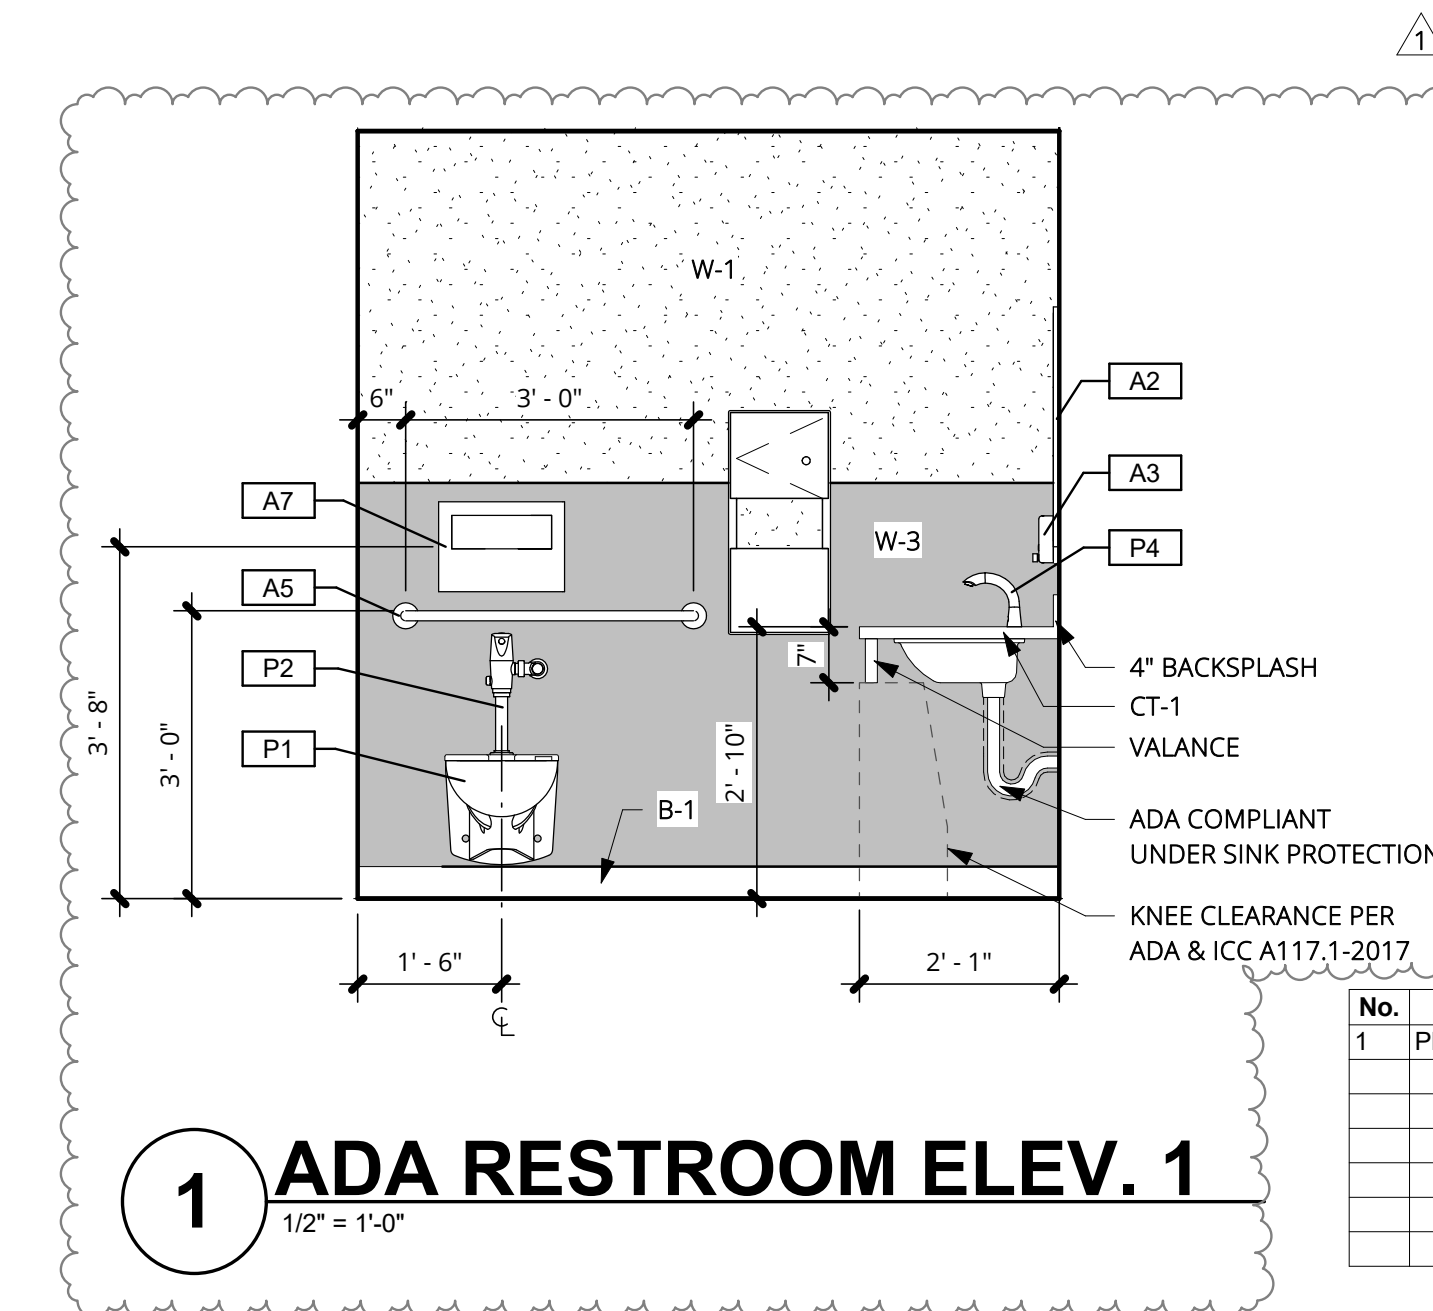 1
W-1
6"
3' - 0"
A2
A3
A7
W-3
P4
A5
7"
P2
4" BACKSPLASH
CT-1
3' - 8"
3' - 0"
P1
2' - 10"
VALANCE
B-1
ADA COMPLIANT
UNDER SINK PROTECTION
KNEE CLEARANCE PER
ADA & ICC A117.1-2017
1' - 6"
2' - 1"
CL
No.
1
1
ADA RESTROOM ELEV. 1
1/2" = 1'-0"